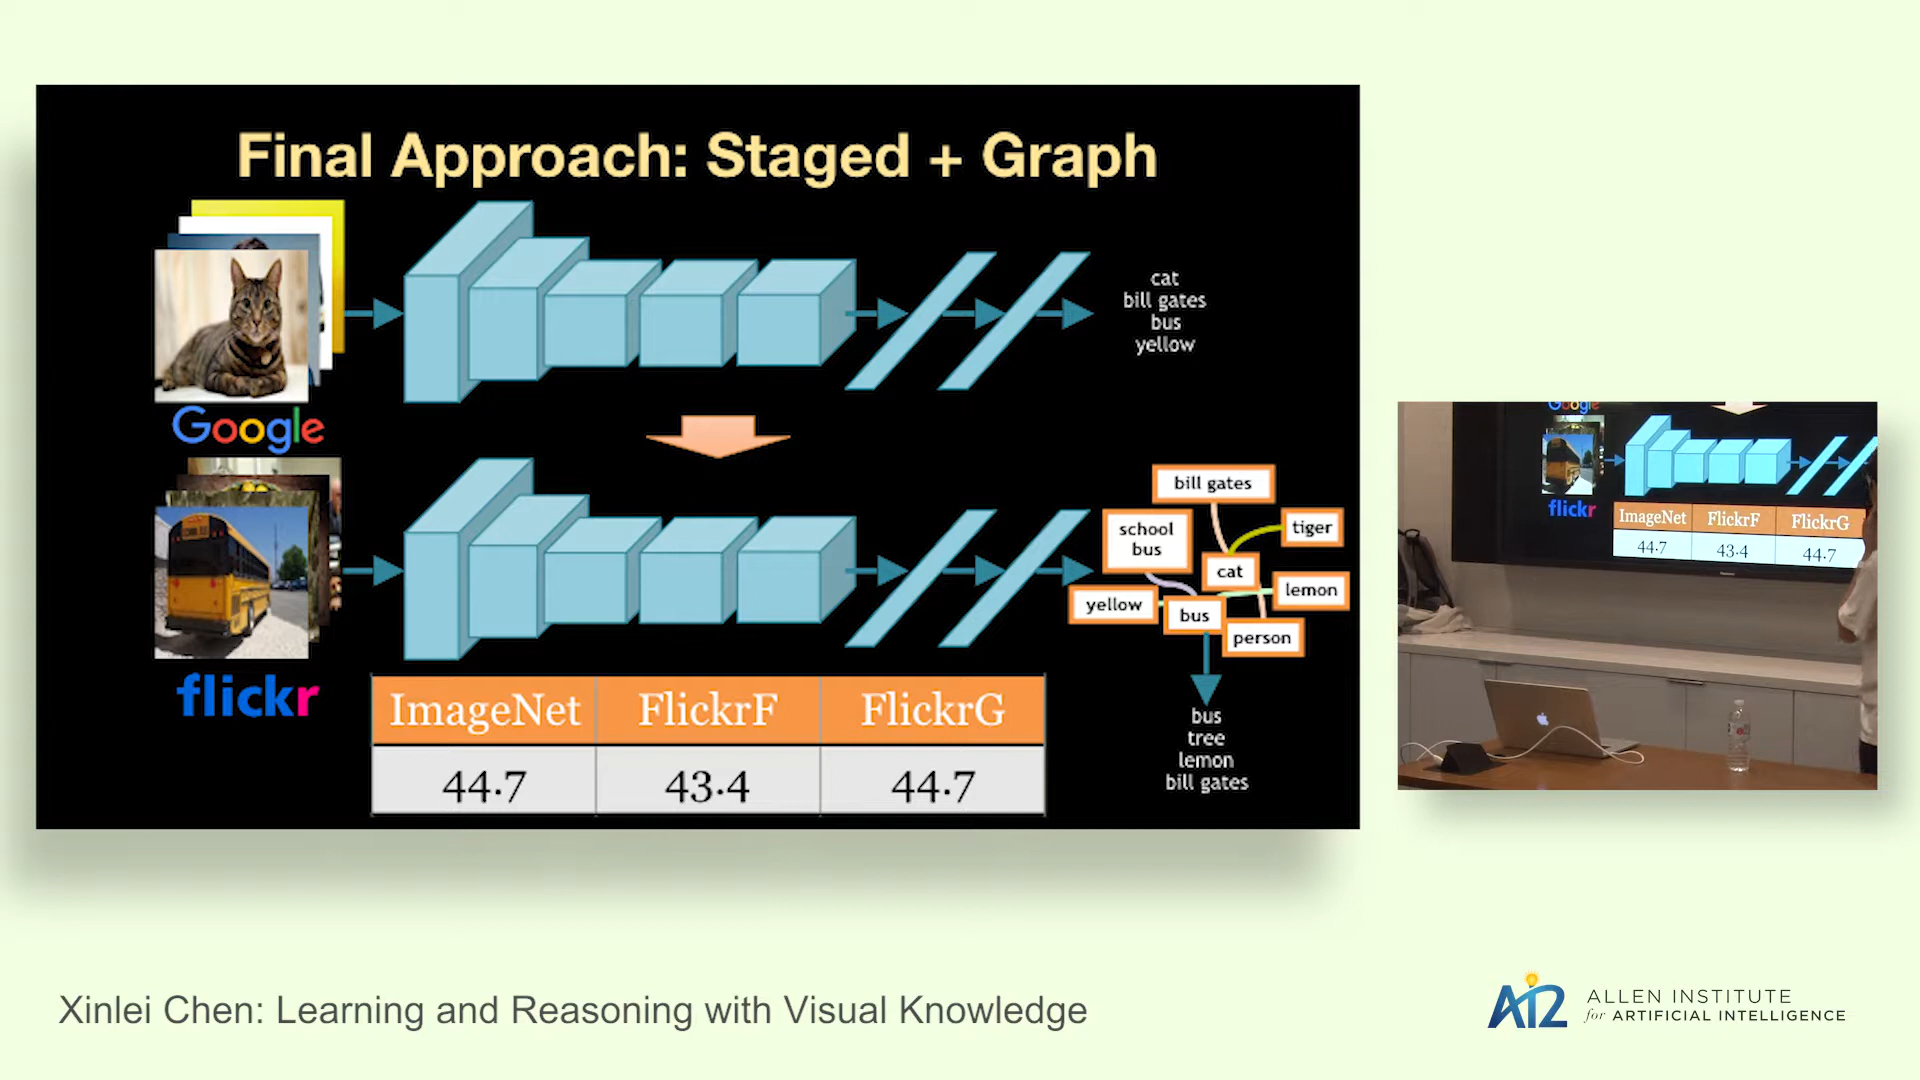 Final Approach: Staged + Graph
cat
bill gates
bus
yellow
Google
bill gates
school
bus
tiger
cat
lemon
yellow
bus
person
flickr
ImageNet FlickrF FlickrG
44.7 43.4 44.7
bus
tree
lemon
bill gates
Google
flickr
ImageNet FlickrF FlickrG
44.7 43.4 44.7
Xinlei Chen: Learning and Reasoning with Visual Knowledge
AI2
ALLEN INSTITUTE
for ARTIFICIAL INTELLIGENCE